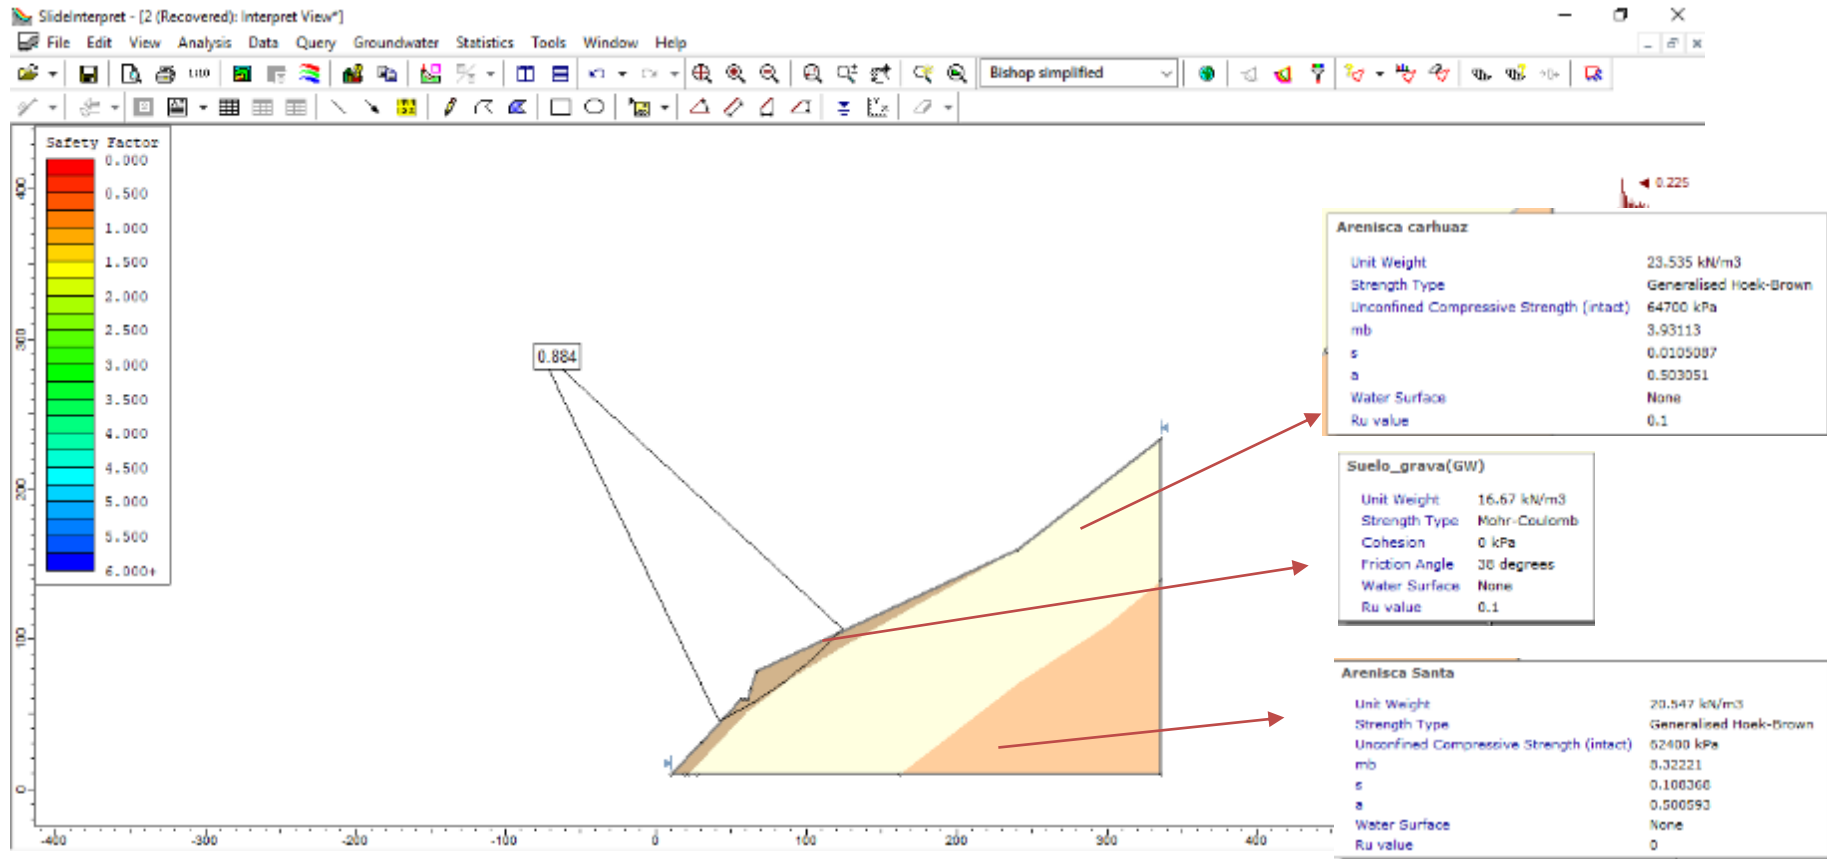 SlideInterpret - [2 (Recovered): Interpret View*]
File Edit View Analysis Data Query Groundwater Statistics Tools Window Help
Bishop simplified
Safety Factor
0.000
0.500
1.000
1.500
2.000
2.500
3.000
3.500
4.000
4.500
5.000
5.500
6.000+
400
300
200
100
0
0.884
0.225
Arenisca carhuaz
Unit Weight 23.535 kN/m3
Strength Type Generalised Hoek-Brown
Unconfined Compressive Strength (intact) 64700 kPa
mb 3.93113
s 0.0105087
a 0.503051
Water Surface None
Ru value 0.1
Suelo_grava(GW)
Unit Weight 16.67 kN/m3
Strength Type Mohr-Coulomb
Cohesion 0 kPa
Friction Angle 38 degrees
Water Surface None
Ru value 0.1
Arenisca Santa
Unit Weight 20.547 kN/m3
Strength Type Generalised Hoek-Brown
Unconfined Compressive Strength (intact) 62400 kPa
mb 8.32221
s 0.108368
a 0.500593
Water Surface None
Ru value 0
-400 -300 -200 -100 0 100 200 300 400